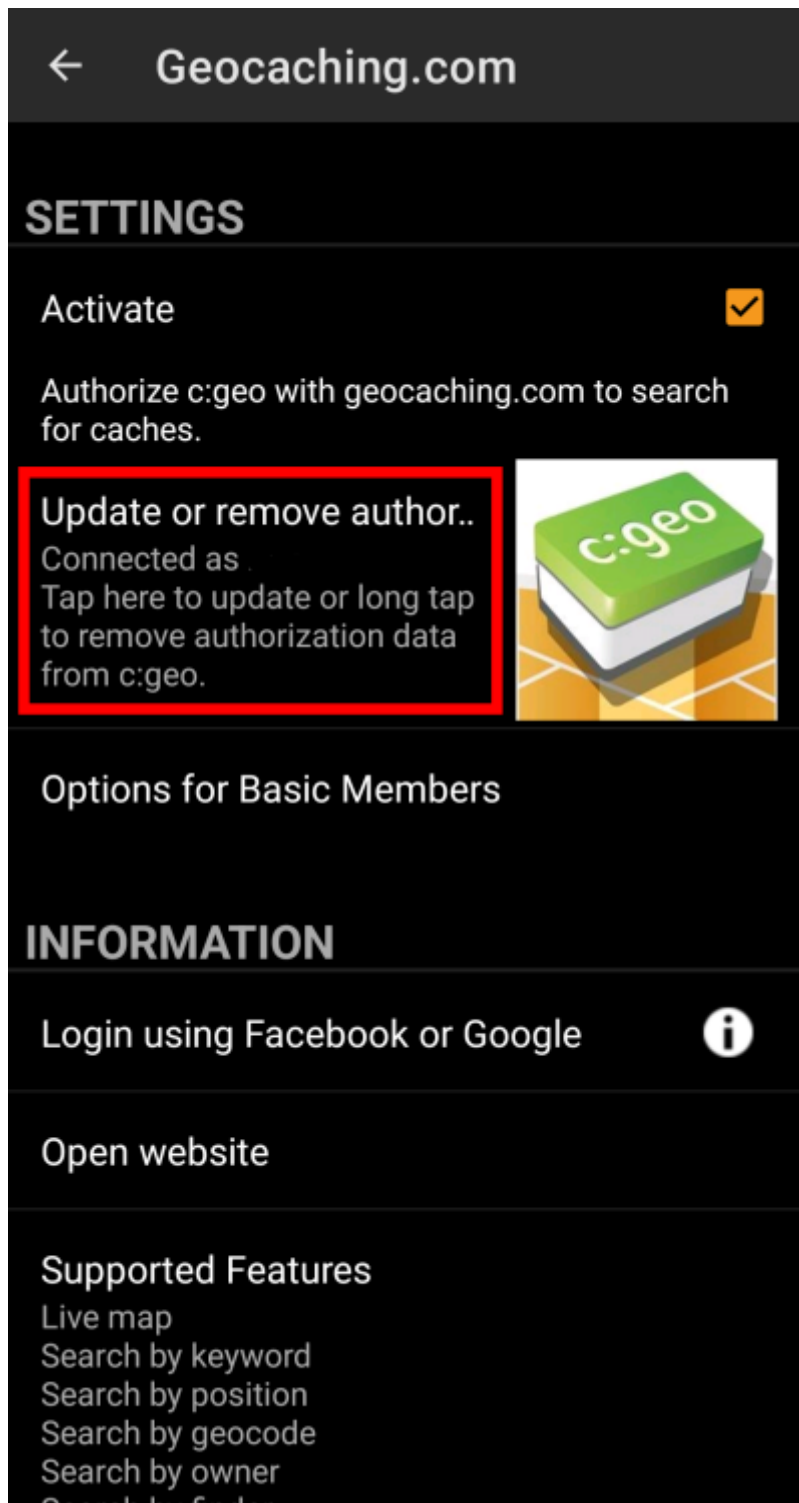 Geocaching.com
SETTINGS
Activate
Authorize c:geo with geocaching.com to search
for caches.
Update or remove author..
Connected as
Tap here to update or long tap
to remove authorization data
from c:geo.
c:geo
Options for Basic Members
INFORMATION
Login using Facebook or Google
Open website
Supported Features
Live map
Search by keyword
Search by position
Search by geocode
Search by owner